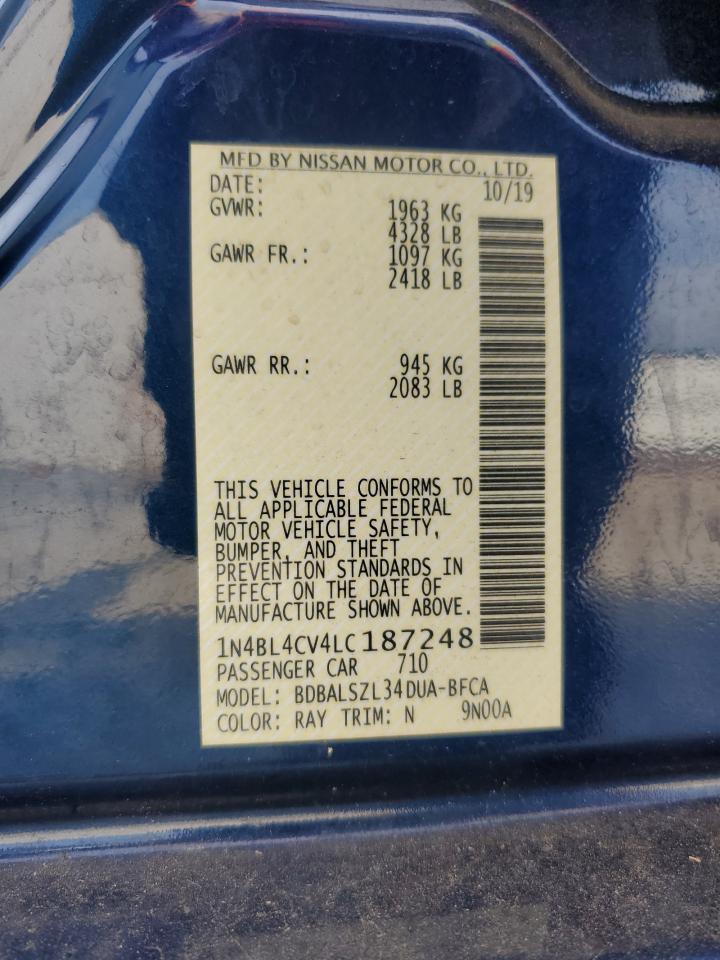 MFD BY NISSAN MOTOR CO., LTD.
DATE: 10/19
GVWR: 1963 KG
4328 LB
GAWR FR.: 1097 KG
2418 LB
GAWR RR.: 945 KG
2083 LB
THIS VEHICLE CONFORMS TO
ALL APPLICABLE FEDERAL
MOTOR VEHICLE SAFETY,
BUMPER, AND THEFT
PREVENTION STANDARDS IN
EFFECT ON THE DATE OF
MANUFACTURE SHOWN ABOVE.
1N4BL4CV4LC187248
PASSENGER CAR 710
MODEL: BDBALSZL34DUA-BFCA
COLOR: RAY TRIM: N 9N00A